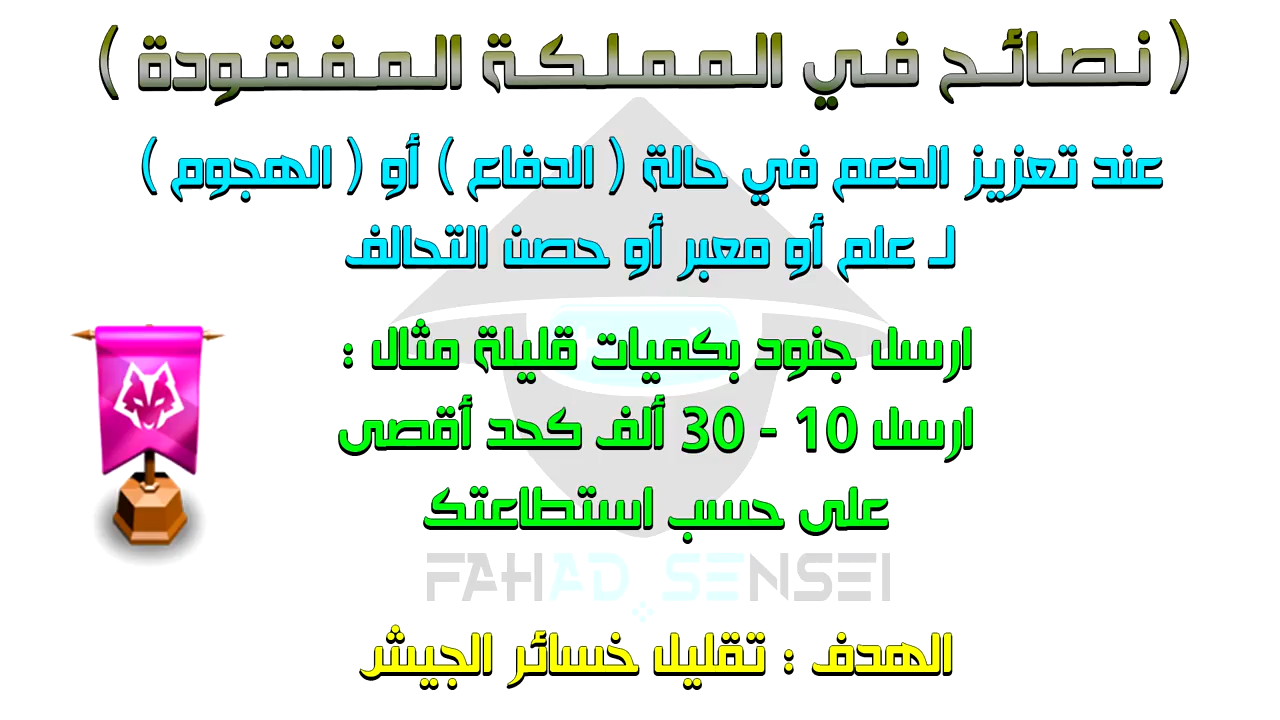 ( نصائح في المملكة المفقودة )
عند تعزيز الدعم في حالة ( الدفاع ) أو ( الهجوم )
لـ علم أو معبر أو حصن التحالف
ارسل جنود بكميات قليلة مثال :
ارسل 10 - 30 ألف كحد أقصى
على حسب استطاعتك
FAHAD SENSEI
الهدف : تقليل خسائر الجيش